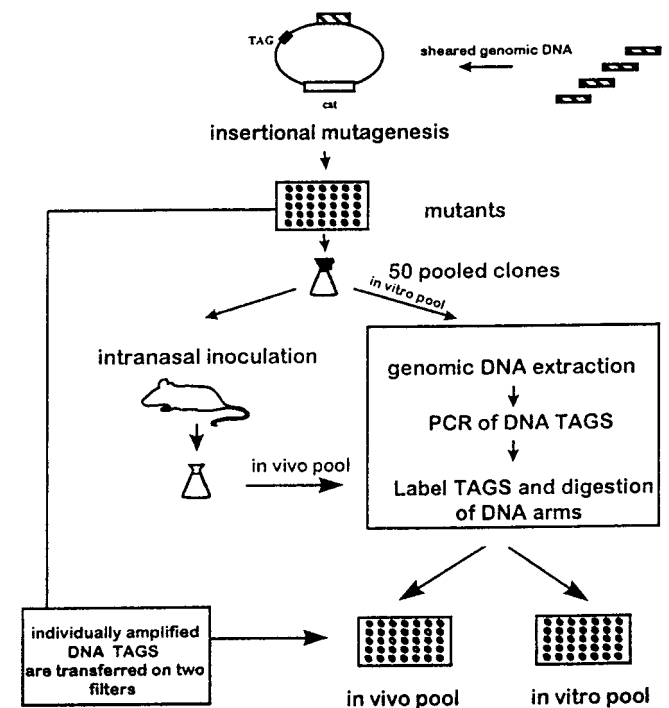 TAG
sheared genomic DNA
cat
insertional mutagenesis
mutants
50 pooled clones
in vitro pool
intranasal inoculation
genomic DNA extraction
PCR of DNA TAGS
in vivo pool
Label TAGS and digestion
of DNA arms
individually amplified
DNA TAGS
are transferred on two
filters
in vivo pool
in vitro pool